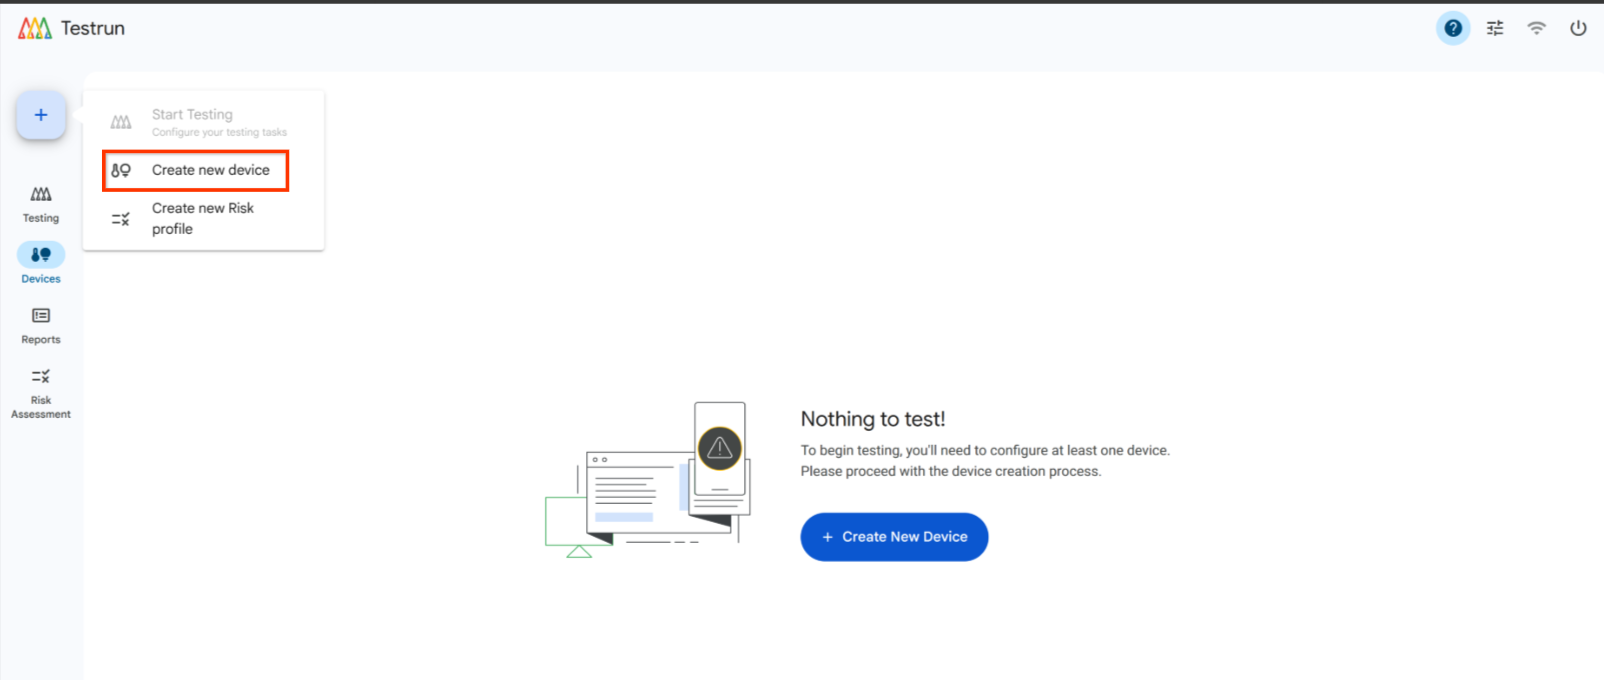 Testrun
Start Testing
Configure your testing tasks
Create new device
Create new Risk
profile
Testing
Devices
Reports
Risk
Assessment
Nothing to test!
To begin testing, you'll need to configure at least one device.
Please proceed with the device creation process.
+ Create New Device